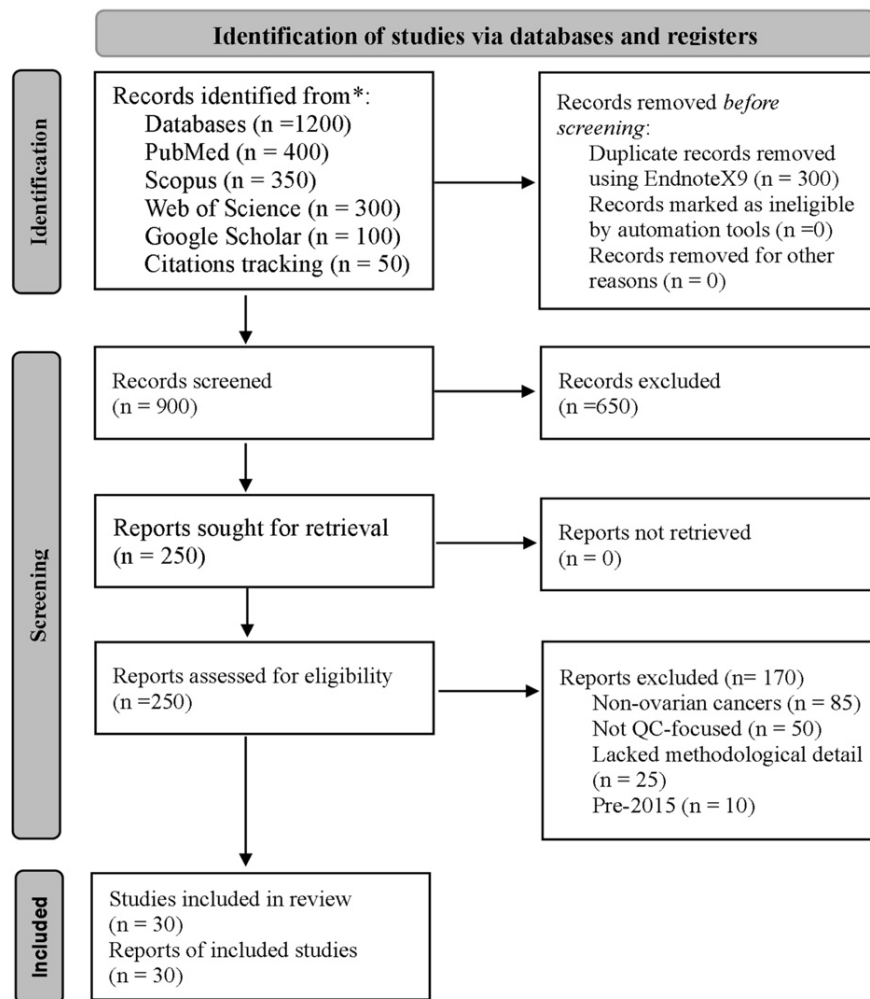 Identification of studies via databases and registers
Identification
Records identified from*:
Databases (n =1200)
PubMed (n = 400)
Scopus (n = 350)
Web of Science (n = 300)
Google Scholar (n = 100)
Citations tracking (n = 50)
Records removed before
screening:
Duplicate records removed
using EndnoteX9 (n = 300)
Records marked as ineligible
by automation tools (n =0)
Records removed for other
reasons (n = 0)
Screening
Records screened
(n = 900)
Records excluded
(n =650)
Reports sought for retrieval
(n = 250)
Reports not retrieved
(n = 0)
Reports assessed for eligibility
(n =250)
Reports excluded (n= 170)
Non-ovarian cancers (n = 85)
Not QC-focused (n = 50)
Lacked methodological detail
(n = 25)
Pre-2015 (n = 10)
Included
Studies included in review
(n = 30)
Reports of included studies
(n = 30)